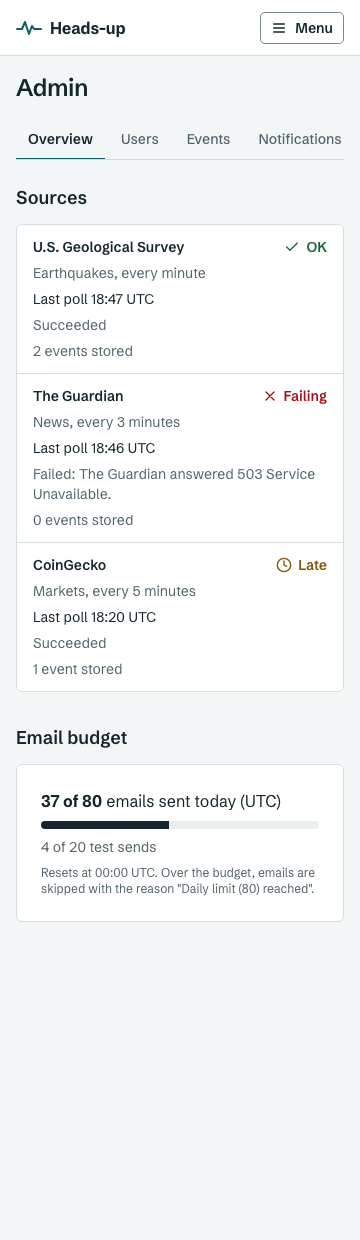 Heads-up
Menu
Admin
Overview Users Events Notifications
Sources
U.S. Geological Survey OK
Earthquakes, every minute
Last poll 18:47 UTC
Succeeded
2 events stored
The Guardian Failing
News, every 3 minutes
Last poll 18:46 UTC
Failed: The Guardian answered 503 Service
Unavailable.
0 events stored
CoinGecko Late
Markets, every 5 minutes
Last poll 18:20 UTC
Succeeded
1 event stored
Email budget
37 of 80 emails sent today (UTC)
4 of 20 test sends
Resets at 00:00 UTC. Over the budget, emails are
skipped with the reason "Daily limit (80) reached".